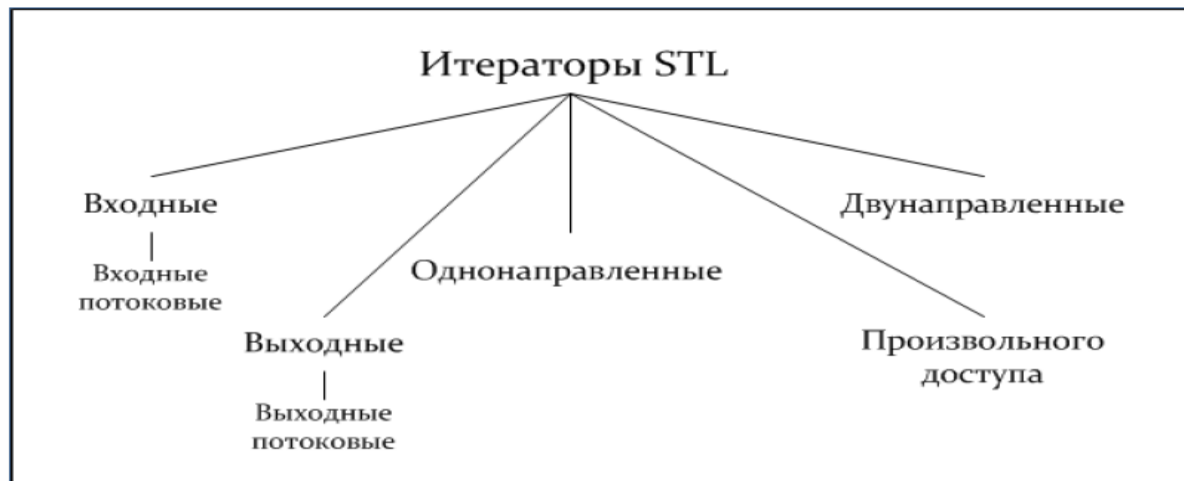 Итераторы STL
Входные
Двунаправленные
Входные
потоковые
Однонаправленные
Выходные
Произвольного
доступа
Выходные
потоковые